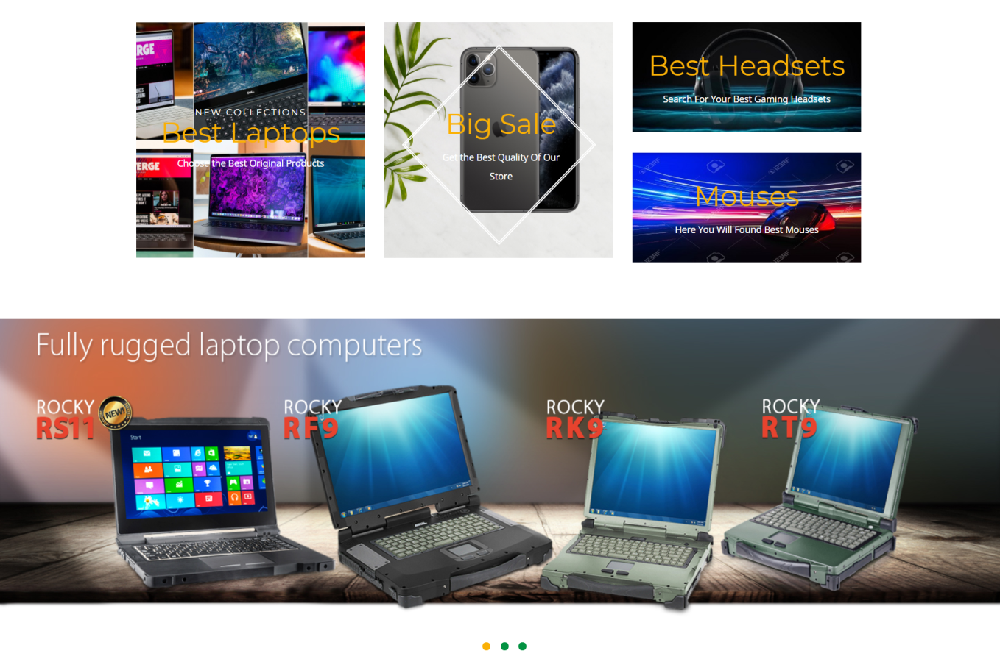 NEW COLLECTIONS
Best Laptops
Choose the Best Original Products
Big Sale
Get the Best Quality Of Our
Store
Best Headsets
Search For Your Best Gaming Headsets
Mouses
Here You Will Found Best Mouses
123RF
Fully rugged laptop computers
ROCKY
RS11
NEW!
Start
ROCKY
RF9
ROCKY
RK9
ROCKY
RT9